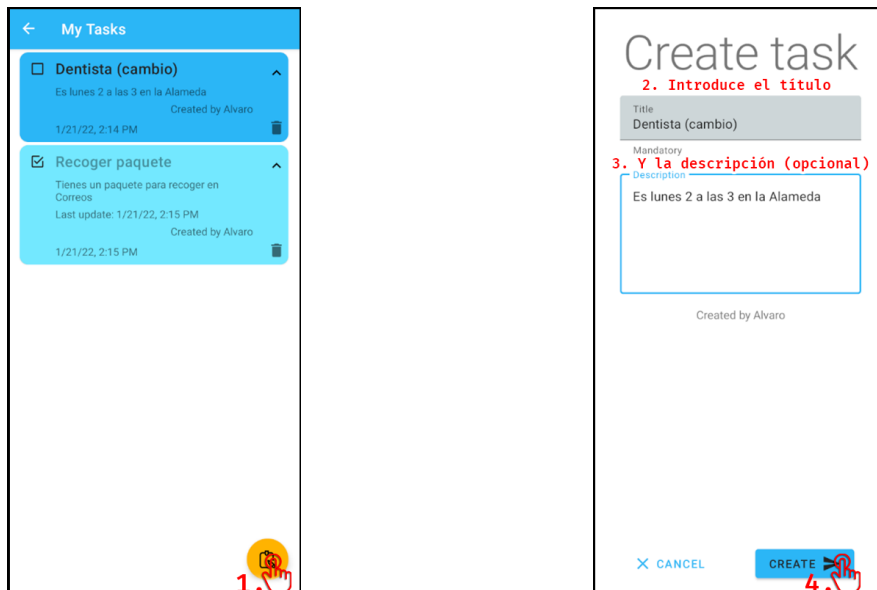 My Tasks
Dentista (cambio)
Es lunes 2 a las 3 en la Alameda
Created by Alvaro
1/21/22, 2:14 PM
Recoger paquete
Tienes un paquete para recoger en
Correos
Last update: 1/21/22, 2:15 PM
Created by Alvaro
1/21/22, 2:15 PM
1.
Create task
2. Introduce el título
Title
Dentista (cambio)
Mandatory
3. Y la descripción (opcional)
Description
Es lunes 2 a las 3 en la Alameda
Created by Alvaro
CANCEL
CREATE
4.